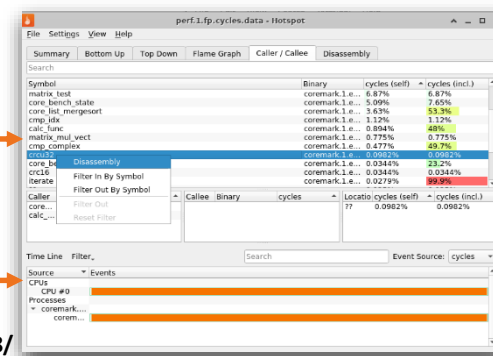 perf.1.fp.cycles.data - Hotspot
File Settings View Help
Summary Bottom Up Top Down Flame Graph Caller / Callee Disassembly
Search
Symbol Binary cycles (self) cycles (incl.)
matrix_test coremark.1.e... 6.87% 6.87%
core_bench_state coremark.1.e... 5.09% 7.65%
core_list_mergesort coremark.1.e... 3.63% 53.3%
cmp_idx coremark.1.e... 1.12% 1.12%
calc_func coremark.1.e... 0.894% 48%
matrix_mul_vect coremark.1.e... 0.775% 0.775%
cmp_complex coremark.1.e... 0.477% 49.7%
crcu32 coremark.1.e... 0.0982% 0.0982%
core_be coremark.1.e... 0.0344% 23.2%
crc16 coremark.1.e... 0.0344% 0.0344%
iterate coremark.1.e... 0.0279% 99.9%
Disassembly
Filter In By Symbol
Filter Out By Symbol
Filter Out
Reset Filter
Caller Callee Binary cycles Locatio cycles (self) cycles (incl.)
core... ?? 0.0982% 0.0982%
calc_...
Time Line Filter Search Event Source: cycles
Source Events
CPUs
CPU #0
Processes
coremark....
corem...
/